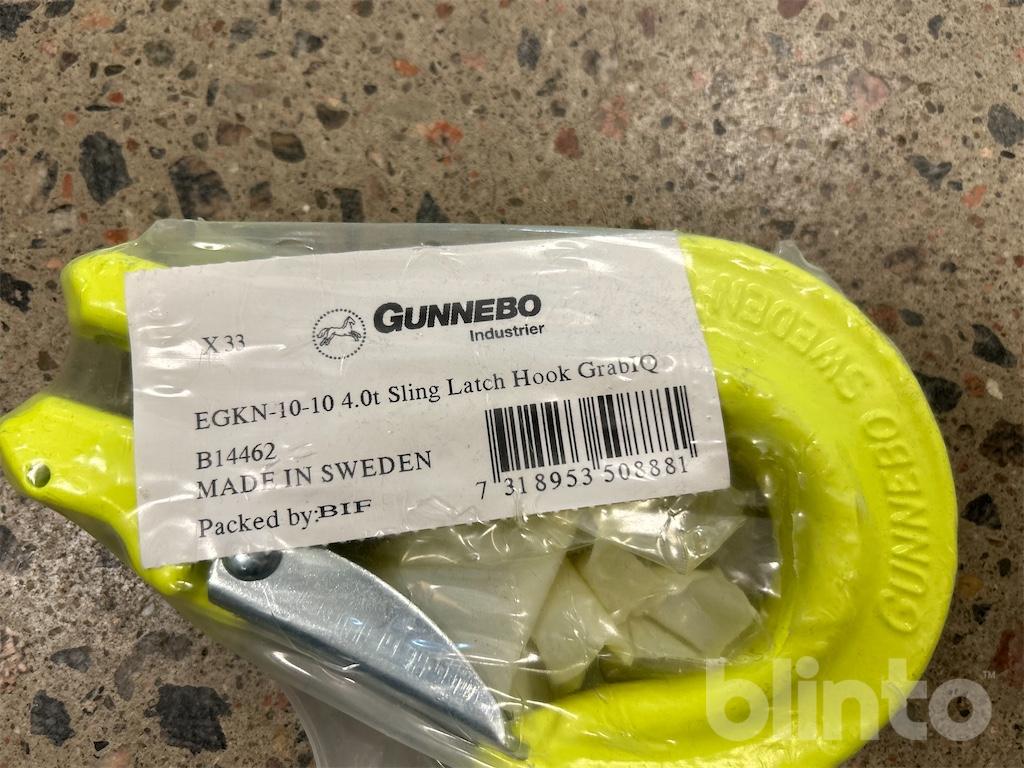 GUNNEBO
Industrier
X 33
EGKN-10-10 4.0t Sling Latch Hook GrabIQ
B14462
MADE IN SWEDEN
Packed by:BIF
7 318953 508881
GUNNEBO SWEDEN
blinto™